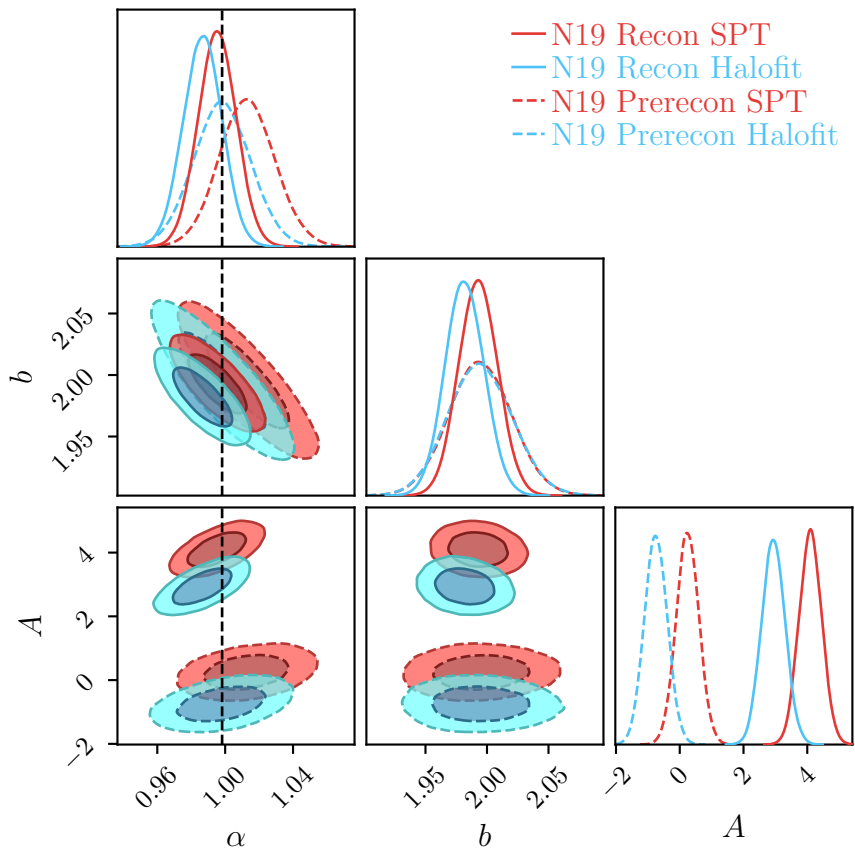 N19 Recon SPT
N19 Recon Halofit
N19 Prerecon SPT
N19 Prerecon Halofit
b
2.05
2.00
1.95
A
4
2
0
−2
0.96 1.00 1.04
α
1.95 2.00 2.05
b
−2 0 2 4
A